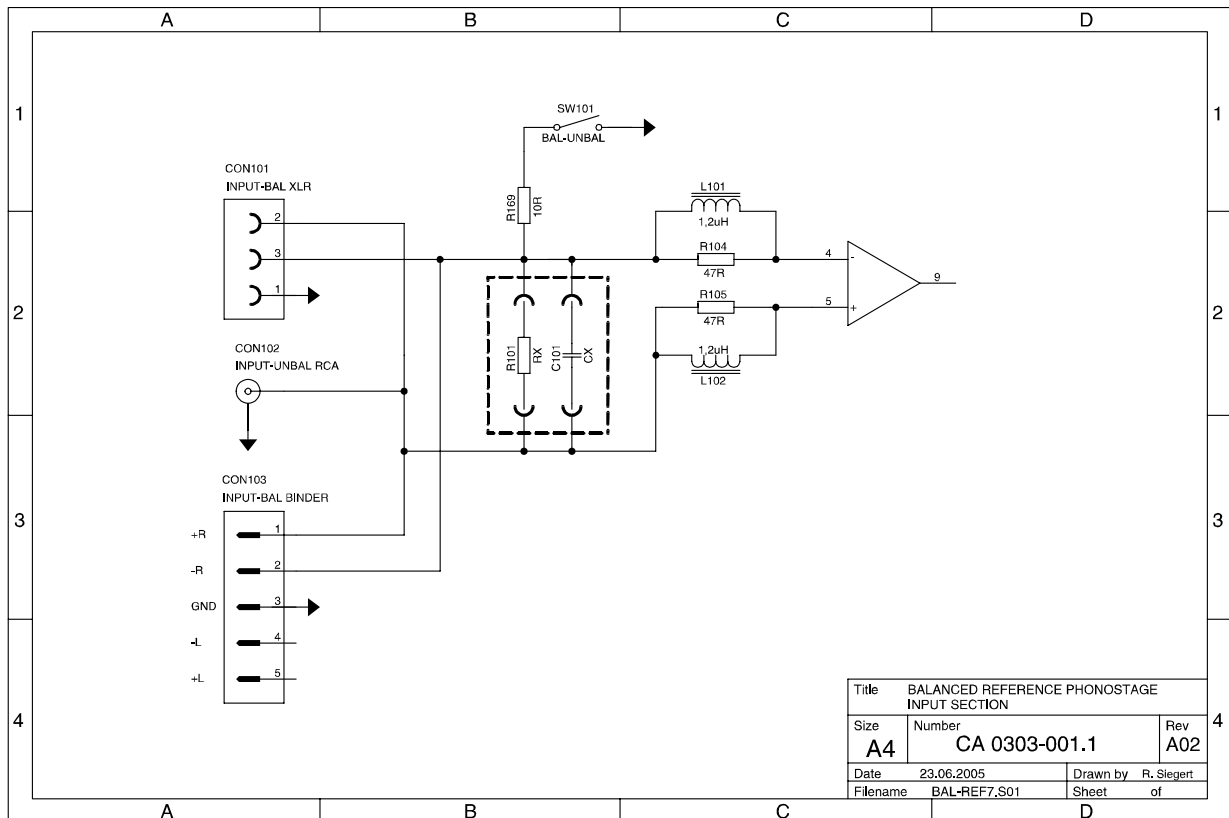 A B C D
1 1
SW101
BAL-UNBAL
CON101
INPUT-BAL XLR
2
3
1
R169
10R
L101
1,2uH
R104
47R
4
-
9
2 2
R105
47R
5
+
1,2uH
L102
R101
RX
C101
CX
CON102
INPUT-UNBAL RCA
CON103
INPUT-BAL BINDER
3 3
+R 1
-R 2
GND 3
-L 4
+L 5
4 4
Title BALANCED REFERENCE PHONOSTAGE
INPUT SECTION
Size Number Rev
A4 CA 0303-001.1 A02
Date 23.06.2005 Drawn by R. Siegert
Filename BAL-REF7.S01 Sheet of
A B C D